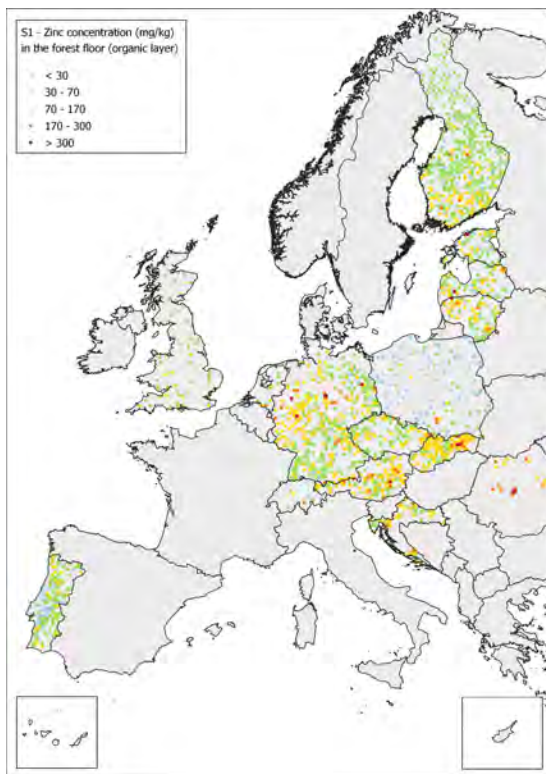 S1 - Zinc concentration (mg/kg)
in the forest floor (organic layer)
< 30
30 - 70
70 - 170
170 - 300
> 300